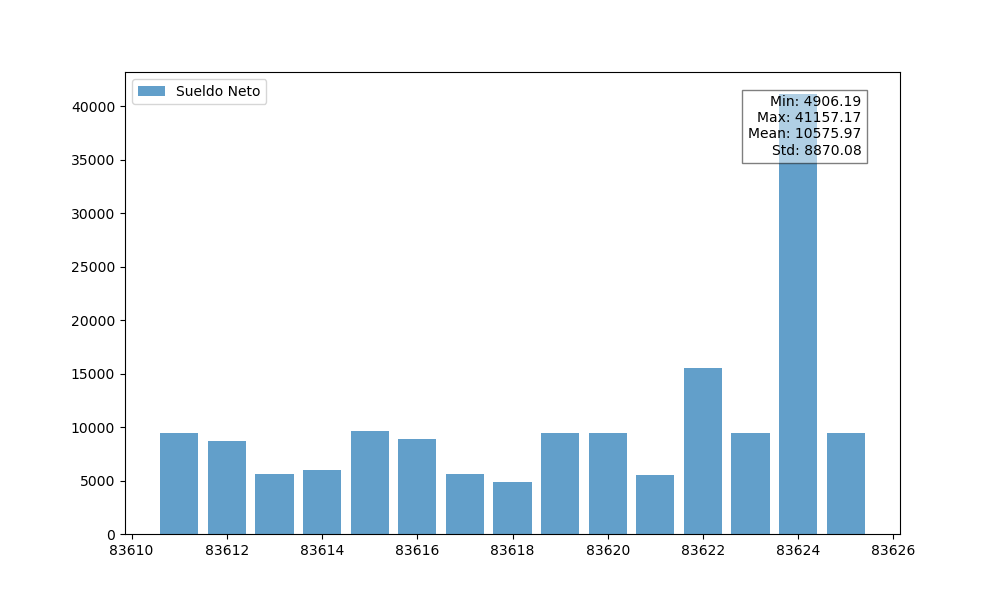 Sueldo Neto
Min: 4906.19
Max: 41157.17
Mean: 10575.97
Std: 8870.08
40000
35000
30000
25000
20000
15000
10000
5000
0
83610 83612 83614 83616 83618 83620 83622 83624 83626